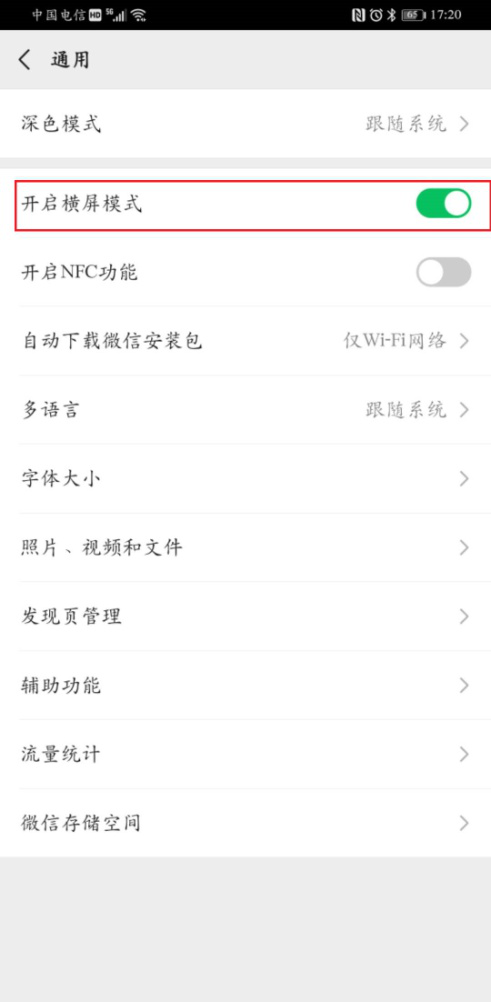 中国电信 HD 5G 65 17:20
通用
深色模式 跟随系统
开启横屏模式
开启NFC功能
自动下载微信安装包 仅Wi-Fi网络
多语言 跟随系统
字体大小
照片、视频和文件
发现页管理
辅助功能
流量统计
微信存储空间